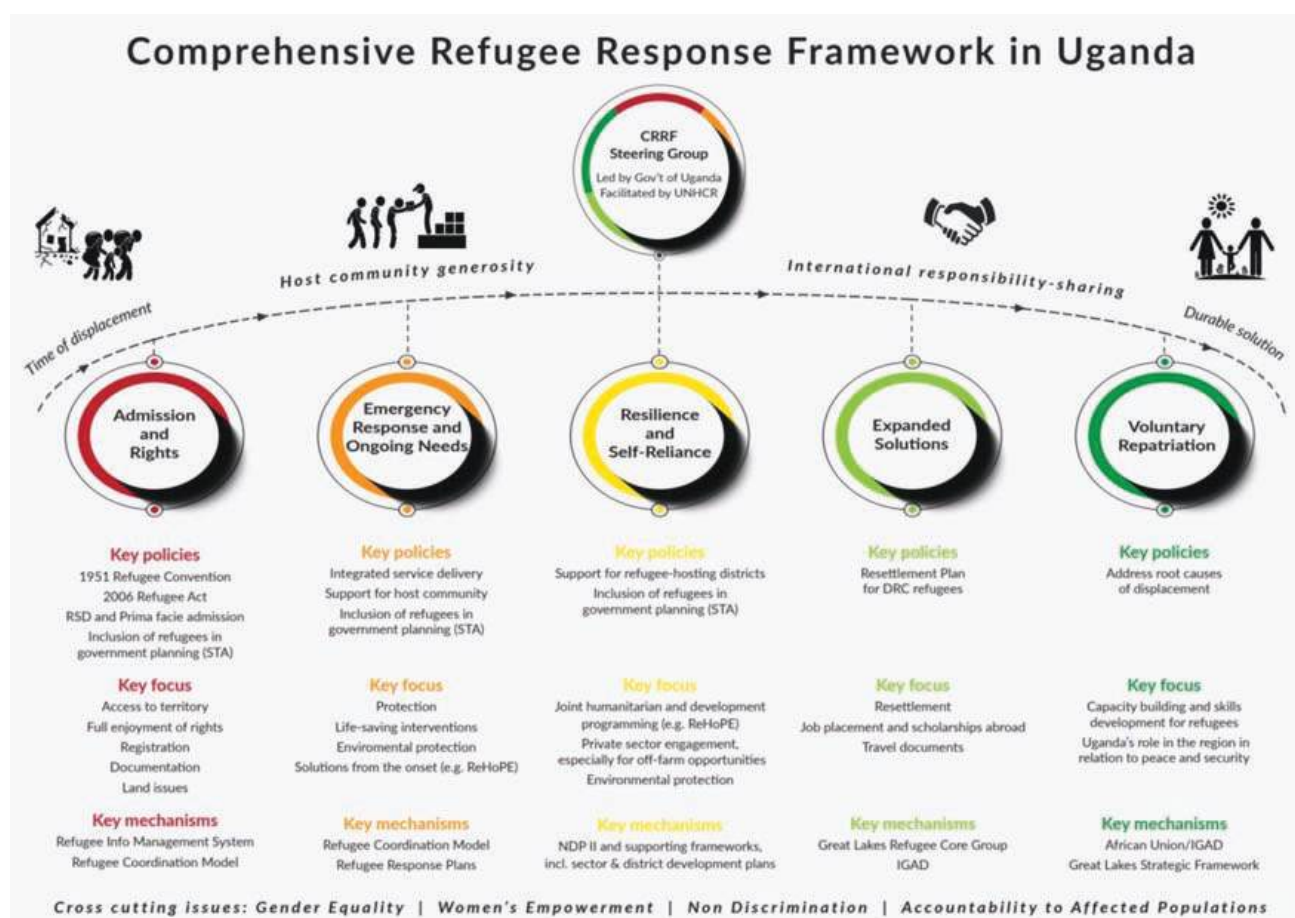 Comprehensive Refugee Response Framework in Uganda
CRRF
Steering Group
Led by Gov't of Uganda
Facilitated by UNHCR
Time of displacement
Host community generosity
International responsibility-sharing
Durable solution
Admission
and
Rights
Key policies
1951 Refugee Convention
2006 Refugee Act
RSD and Prima facie admission
Inclusion of refugees in
government planning (STA)
Key focus
Access to territory
Full enjoyment of rights
Registration
Documentation
Land issues
Key mechanisms
Refugee Info Management System
Refugee Coordination Model
Emergency
Response and
Ongoing Needs
Key policies
Integrated service delivery
Support for host community
Inclusion of refugees in
government planning (STA)
Key focus
Protection
Life-saving interventions
Enviromental protection
Solutions from the onset (e.g. ReHoPE)
Key mechanisms
Refugee Coordination Model
Refugee Response Plans
Resilience
and
Self-Reliance
Key policies
Support for refugee-hosting districts
Inclusion of refugees in
government planning (STA)
Key focus
Joint humanitarian and development
programming (e.g. ReHoPE)
Private sector engagement,
especially for off-farm opportunities
Environmental protection
Key mechanisms
NDP II and supporting frameworks,
incl. sector & district development plans
Expanded
Solutions
Key policies
Resettlement Plan
for DRC refugees
Key focus
Resettlement
Job placement and scholarships abroad
Travel documents
Key mechanisms
Great Lakes Refugee Core Group
IGAD
Voluntary
Repatriation
Key policies
Address root causes
of displacement
Key focus
Capacity building and skills
development for refugees
Uganda's role in the region in
relation to peace and security
Key mechanisms
African Union/IGAD
Great Lakes Strategic Framework
Cross cutting issues: Gender Equality | Women's Empowerment | Non Discrimination | Accountability to Affected Populations